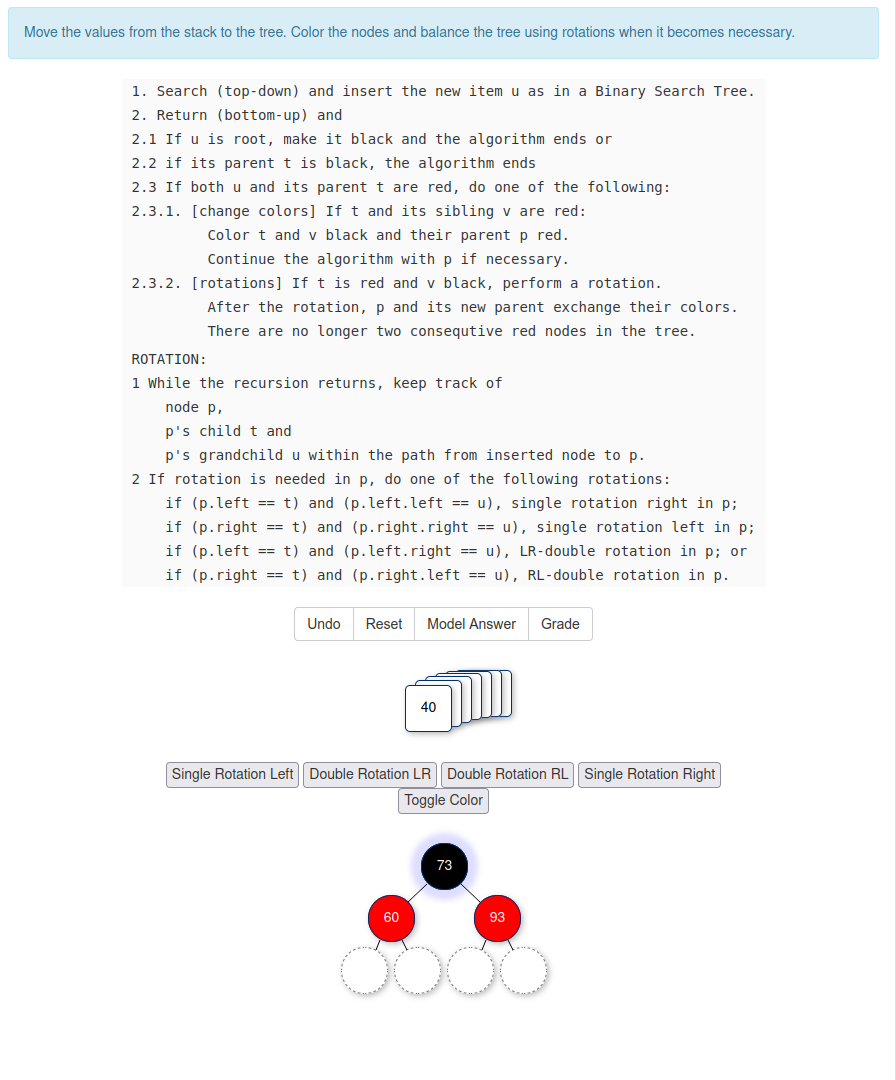 Move the values from the stack to the tree. Color the nodes and balance the tree using rotations when it becomes necessary.
1. Search (top-down) and insert the new item u as in a Binary Search Tree.
2. Return (bottom-up) and
2.1 If u is root, make it black and the algorithm ends or
2.2 if its parent t is black, the algorithm ends
2.3 If both u and its parent t are red, do one of the following:
2.3.1. [change colors] If t and its sibling v are red:
Color t and v black and their parent p red.
Continue the algorithm with p if necessary.
2.3.2. [rotations] If t is red and v black, perform a rotation.
After the rotation, p and its new parent exchange their colors.
There are no longer two consequtive red nodes in the tree.
ROTATION:
1 While the recursion returns, keep track of
node p,
p's child t and
p's grandchild u within the path from inserted node to p.
2 If rotation is needed in p, do one of the following rotations:
if (p.left == t) and (p.left.left == u), single rotation right in p;
if (p.right == t) and (p.right.right == u), single rotation left in p;
if (p.left == t) and (p.left.right == u), LR-double rotation in p; or
if (p.right == t) and (p.right.left == u), RL-double rotation in p.
Undo Reset Model Answer Grade
40
Single Rotation Left Double Rotation LR Double Rotation RL Single Rotation Right
Toggle Color
73
60 93